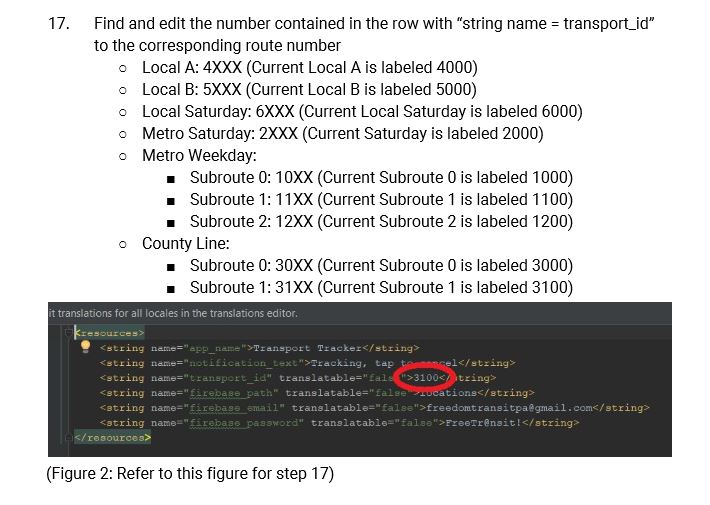 17. Find and edit the number contained in the row with “string name = transport_id”
to the corresponding route number
○ Local A: 4XXX (Current Local A is labeled 4000)
○ Local B: 5XXX (Current Local B is labeled 5000)
○ Local Saturday: 6XXX (Current Local Saturday is labeled 6000)
○ Metro Saturday: 2XXX (Current Saturday is labeled 2000)
○ Metro Weekday:
■ Subroute 0: 10XX (Current Subroute 0 is labeled 1000)
■ Subroute 1: 11XX (Current Subroute 1 is labeled 1100)
■ Subroute 2: 12XX (Current Subroute 2 is labeled 1200)
○ County Line:
■ Subroute 0: 30XX (Current Subroute 0 is labeled 3000)
■ Subroute 1: 31XX (Current Subroute 1 is labeled 3100)
it translations for all locales in the translations editor.
<resources>
<string name="app_name">Transport Tracker</string>
<string name="notification_text">Tracking, tap to cancel</string>
<string name="transport_id" translatable="fals">3100</string>
<string name="firebase_path" translatable="false">locations</string>
<string name="firebase_email" translatable="false">freedomtransitpa@gmail.com</string>
<string name="firebase_password" translatable="false">FreeTr@nsit!</string>
</resources>
(Figure 2: Refer to this figure for step 17)